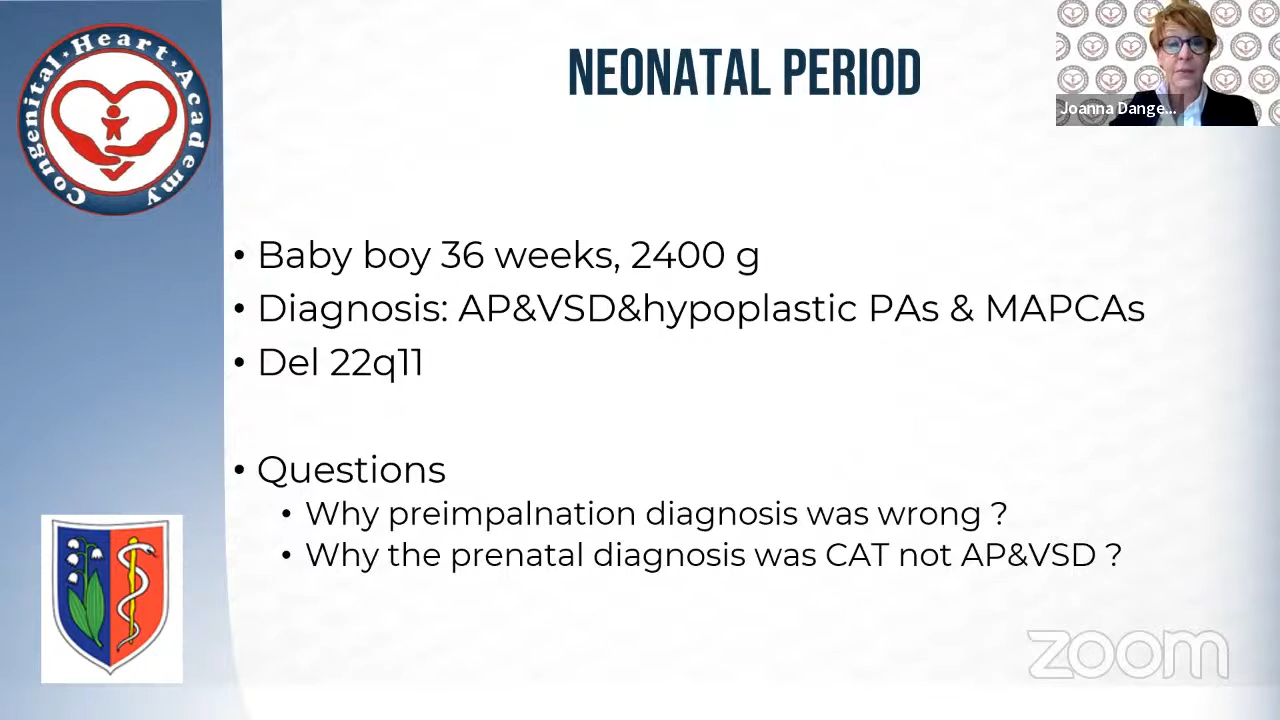 Congenital • Heart • Academy
NEONATAL PERIOD
Joanna Dange...
• Baby boy 36 weeks, 2400 g
• Diagnosis: AP&VSD&hypoplastic PAs & MAPCAs
• Del 22q11
• Questions
• Why preimpalnation diagnosis was wrong ?
• Why the prenatal diagnosis was CAT not AP&VSD ?
zoom